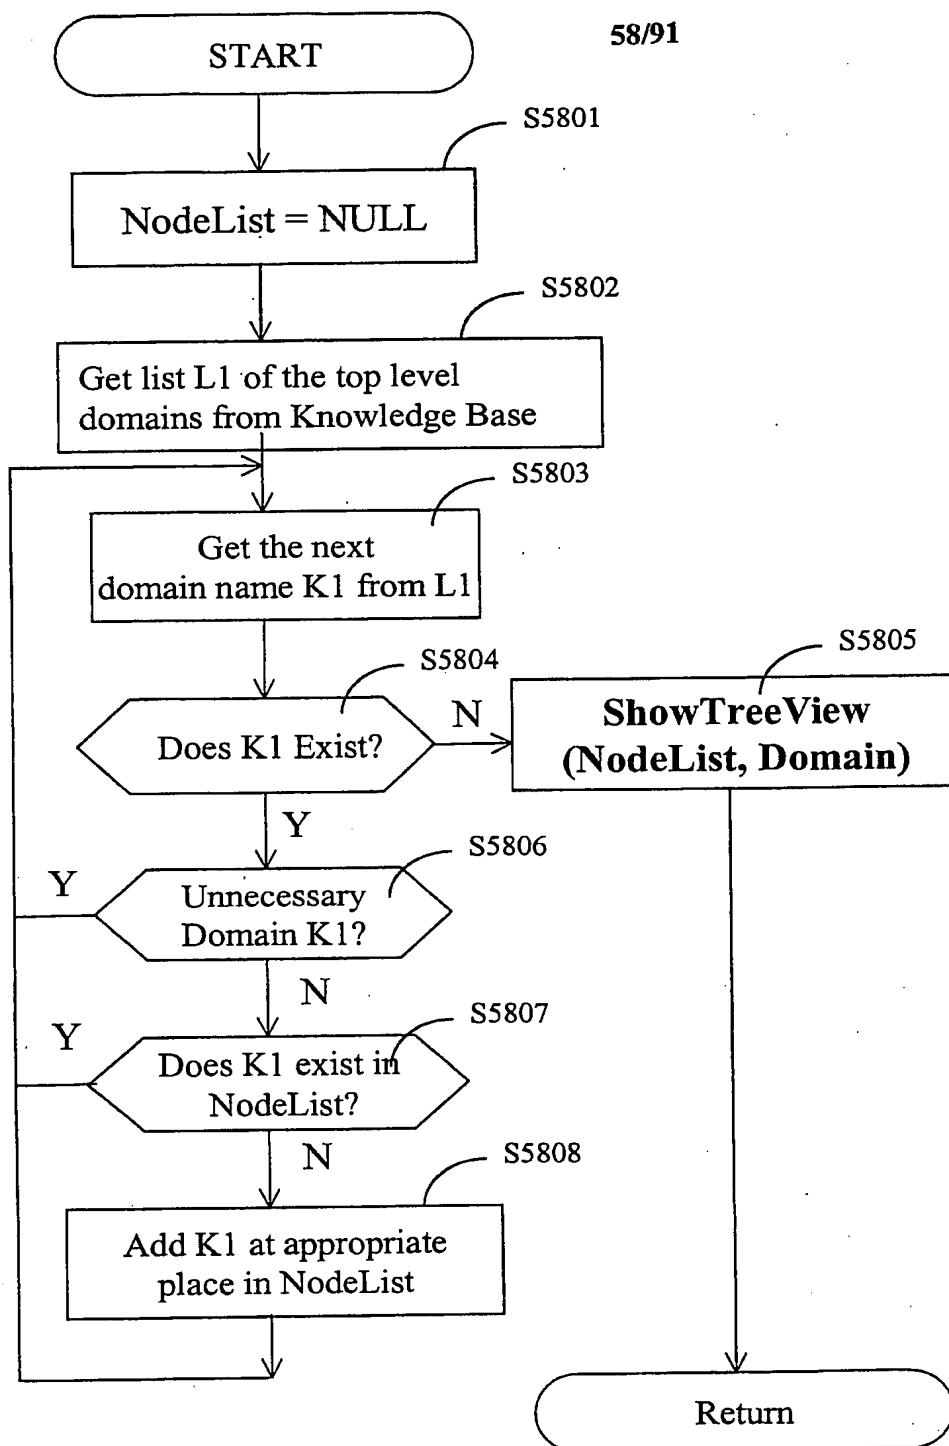 START
58/91
S5801
NodeList = NULL
S5802
Get list L1 of the top level
domains from Knowledge Base
S5803
Get the next
domain name K1 from L1
S5804
Does K1 Exist?
N
S5805
ShowTreeView
(NodeList, Domain)
Y
S5806
Y
Unnecessary
Domain K1?
N
S5807
Y
Does K1 exist in
NodeList?
N
S5808
Add K1 at appropriate
place in NodeList
Return